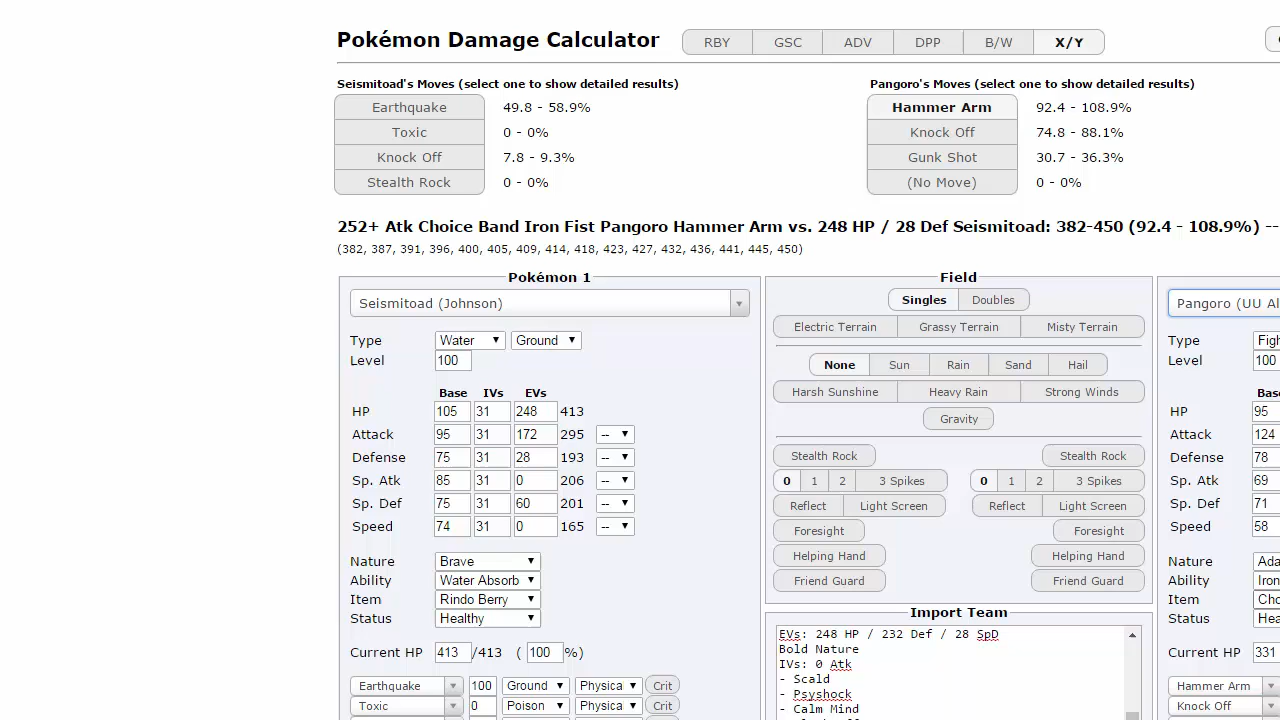 Pokémon Damage Calculator RBY GSC ADV DPP B/W X/Y
Seismitoad's Moves (select one to show detailed results) Pangoro's Moves (select one to show detailed results)
Earthquake 49.8 - 58.9% Hammer Arm 92.4 - 108.9%
Toxic 0 - 0% Knock Off 74.8 - 88.1%
Knock Off 7.8 - 9.3% Gunk Shot 30.7 - 36.3%
Stealth Rock 0 - 0% (No Move) 0 - 0%
252+ Atk Choice Band Iron Fist Pangoro Hammer Arm vs. 248 HP / 28 Def Seismitoad: 382-450 (92.4 - 108.9%) --
(382, 387, 391, 396, 400, 405, 409, 414, 418, 423, 427, 432, 436, 441, 445, 450)
Pokémon 1
Seismitoad (Johnson)
Type Water Ground
Level 100
Base IVs EVs
HP 105 31 248 413
Attack 95 31 172 295 --
Defense 75 31 28 193 --
Sp. Atk 85 31 0 206 --
Sp. Def 75 31 60 201 --
Speed 74 31 0 165 --
Nature Brave
Ability Water Absorb
Item Rindo Berry
Status Healthy
Current HP 413 /413 ( 100 %)
Earthquake 100 Ground Physica Crit
Toxic 0 Poison Physica Crit
Field
Singles Doubles
Electric Terrain Grassy Terrain Misty Terrain
None Sun Rain Sand Hail
Harsh Sunshine Heavy Rain Strong Winds
Gravity
Stealth Rock Stealth Rock
0 1 2 3 Spikes 0 1 2 3 Spikes
Reflect Light Screen Reflect Light Screen
Foresight Foresight
Helping Hand Helping Hand
Friend Guard Friend Guard
Import Team
EVs: 248 HP / 232 Def / 28 SpD
Bold Nature
IVs: 0 Atk
- Scald
- Psyshock
- Calm Mind
Pangoro (UU Al
Type Figh
Level 100
Base
HP 95
Attack 124
Defense 78
Sp. Atk 69
Sp. Def 71
Speed 58
Nature Ada
Ability Iron
Item Cho
Status Hea
Current HP 331
Hammer Arm
Knock Off